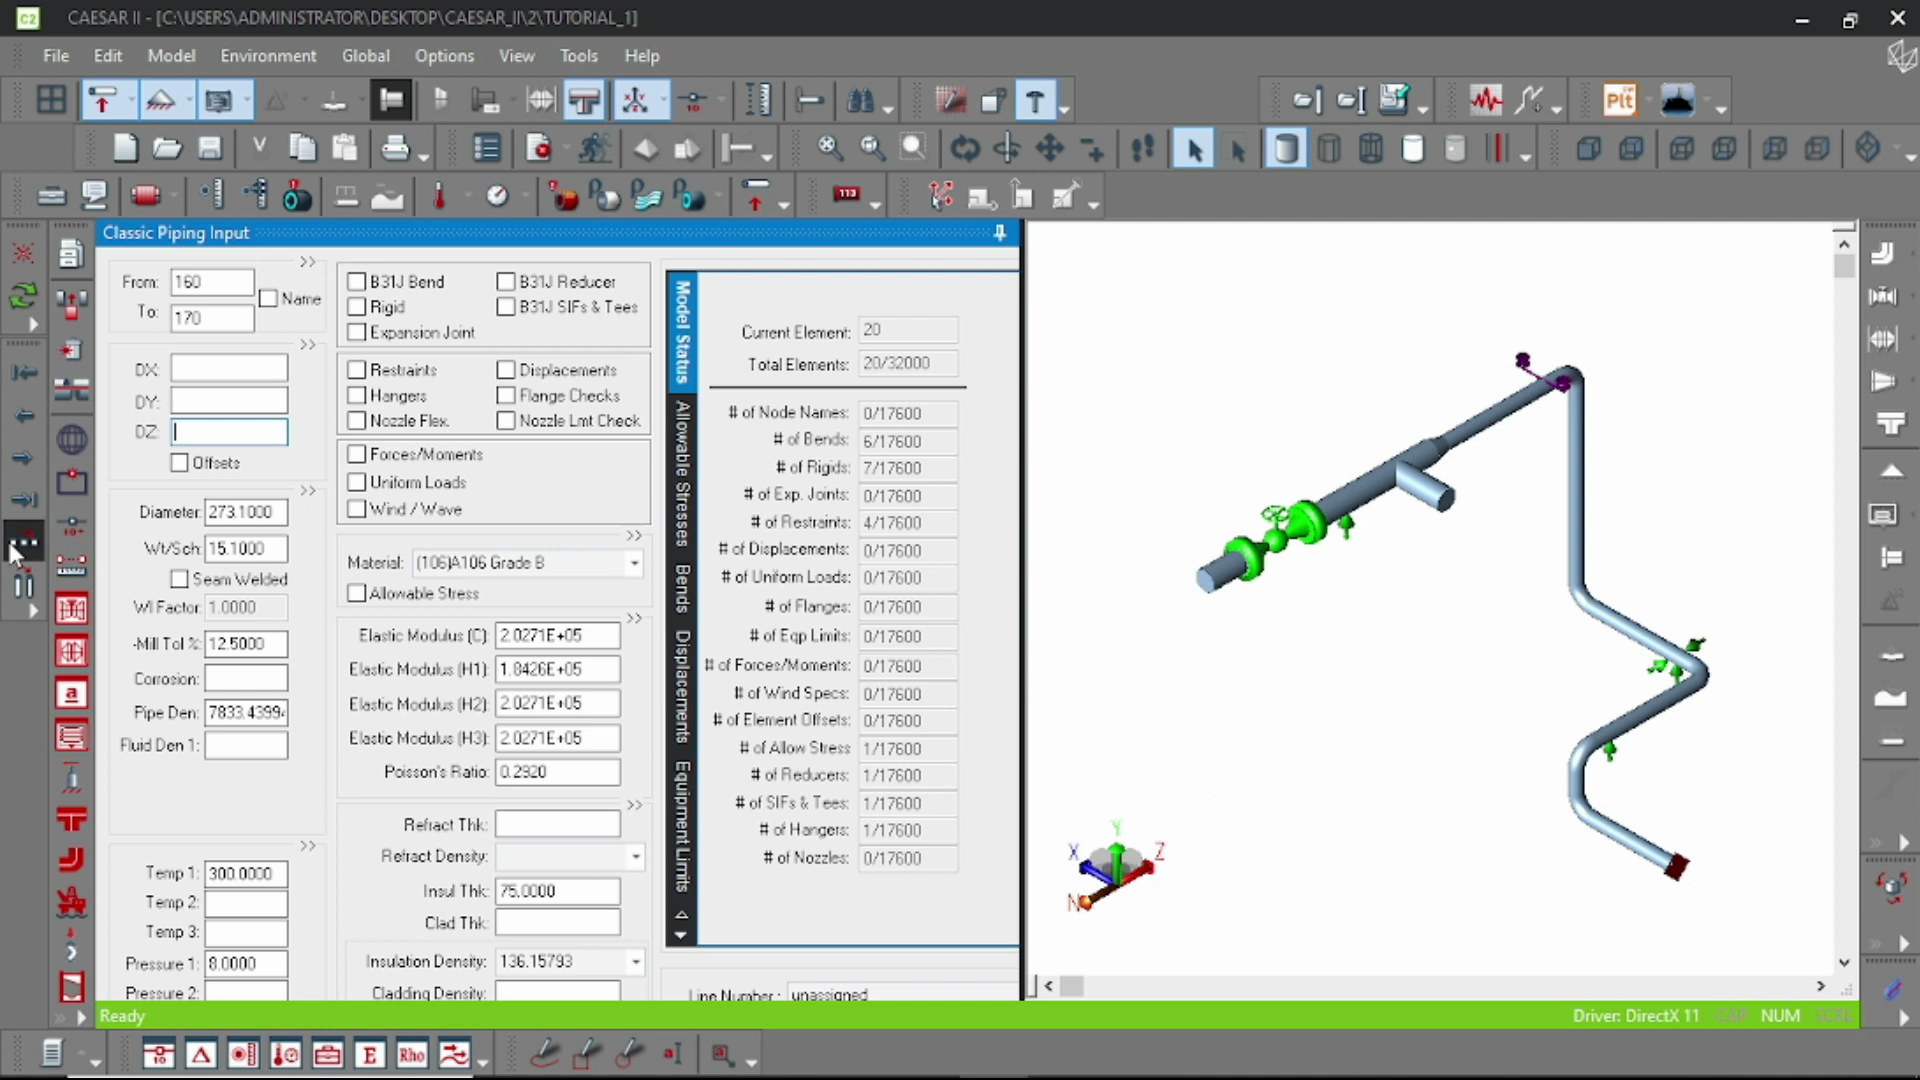 C2 CAESAR II - [C:\USERS\ADMINISTRATOR\DESKTOP\CAESAR_II\2\TUTORIAL_1]
File Edit Model Environment Global Options View Tools Help
Plt
113
Classic Piping Input
From: 160
Name
To: 170
DX:
DY:
DZ:
Offsets
Diameter: 273.1000
Wt/Sch: 15.1000
Seam Welded
WI Factor: 1.0000
-Mill Tol %: 12.5000
Corrosion:
Pipe Den: 7833.4399
Fluid Den 1:
Temp 1: 300.0000
Temp 2:
Temp 3:
Pressure 1: 8.0000
Pressure 2:
B31J Bend B31J Reducer
Rigid B31J SIFs & Tees
Expansion Joint
Restraints Displacements
Hangers Flange Checks
Nozzle Flex. Nozzle Lmt Check
Forces/Moments
Uniform Loads
Wind / Wave
Material: (106)A106 Grade B
Allowable Stress
Elastic Modulus (C): 2.0271E+05
Elastic Modulus (H1): 1.8426E+05
Elastic Modulus (H2): 2.0271E+05
Elastic Modulus (H3): 2.0271E+05
Poisson's Ratio: 0.2920
Refract Thk:
Refract Density:
Insul Thk: 75.0000
Clad Thk:
Insulation Density: 136.15793
Cladding Density:
Model Status
Allowable Stresses
Bends
Displacements
Equipment Limits
Current Element: 20
Total Elements: 20/32000
# of Node Names: 0/17600
# of Bends: 6/17600
# of Rigids: 7/17600
# of Exp. Joints: 0/17600
# of Restraints: 4/17600
# of Displacements: 0/17600
# of Uniform Loads: 0/17600
# of Flanges: 0/17600
# of Eqp Limits: 0/17600
# of Forces/Moments: 0/17600
# of Wind Specs: 0/17600
# of Element Offsets: 0/17600
# of Allow Stress 1/17600
# of Reducers: 1/17600
# of SIFs & Tees: 1/17600
# of Hangers: 1/17600
# of Nozzles: 0/17600
Line Number : unassigned
Y
X
Z
N
Ready
Driver: DirectX 11 CAP NUM SCRL
E
Rho